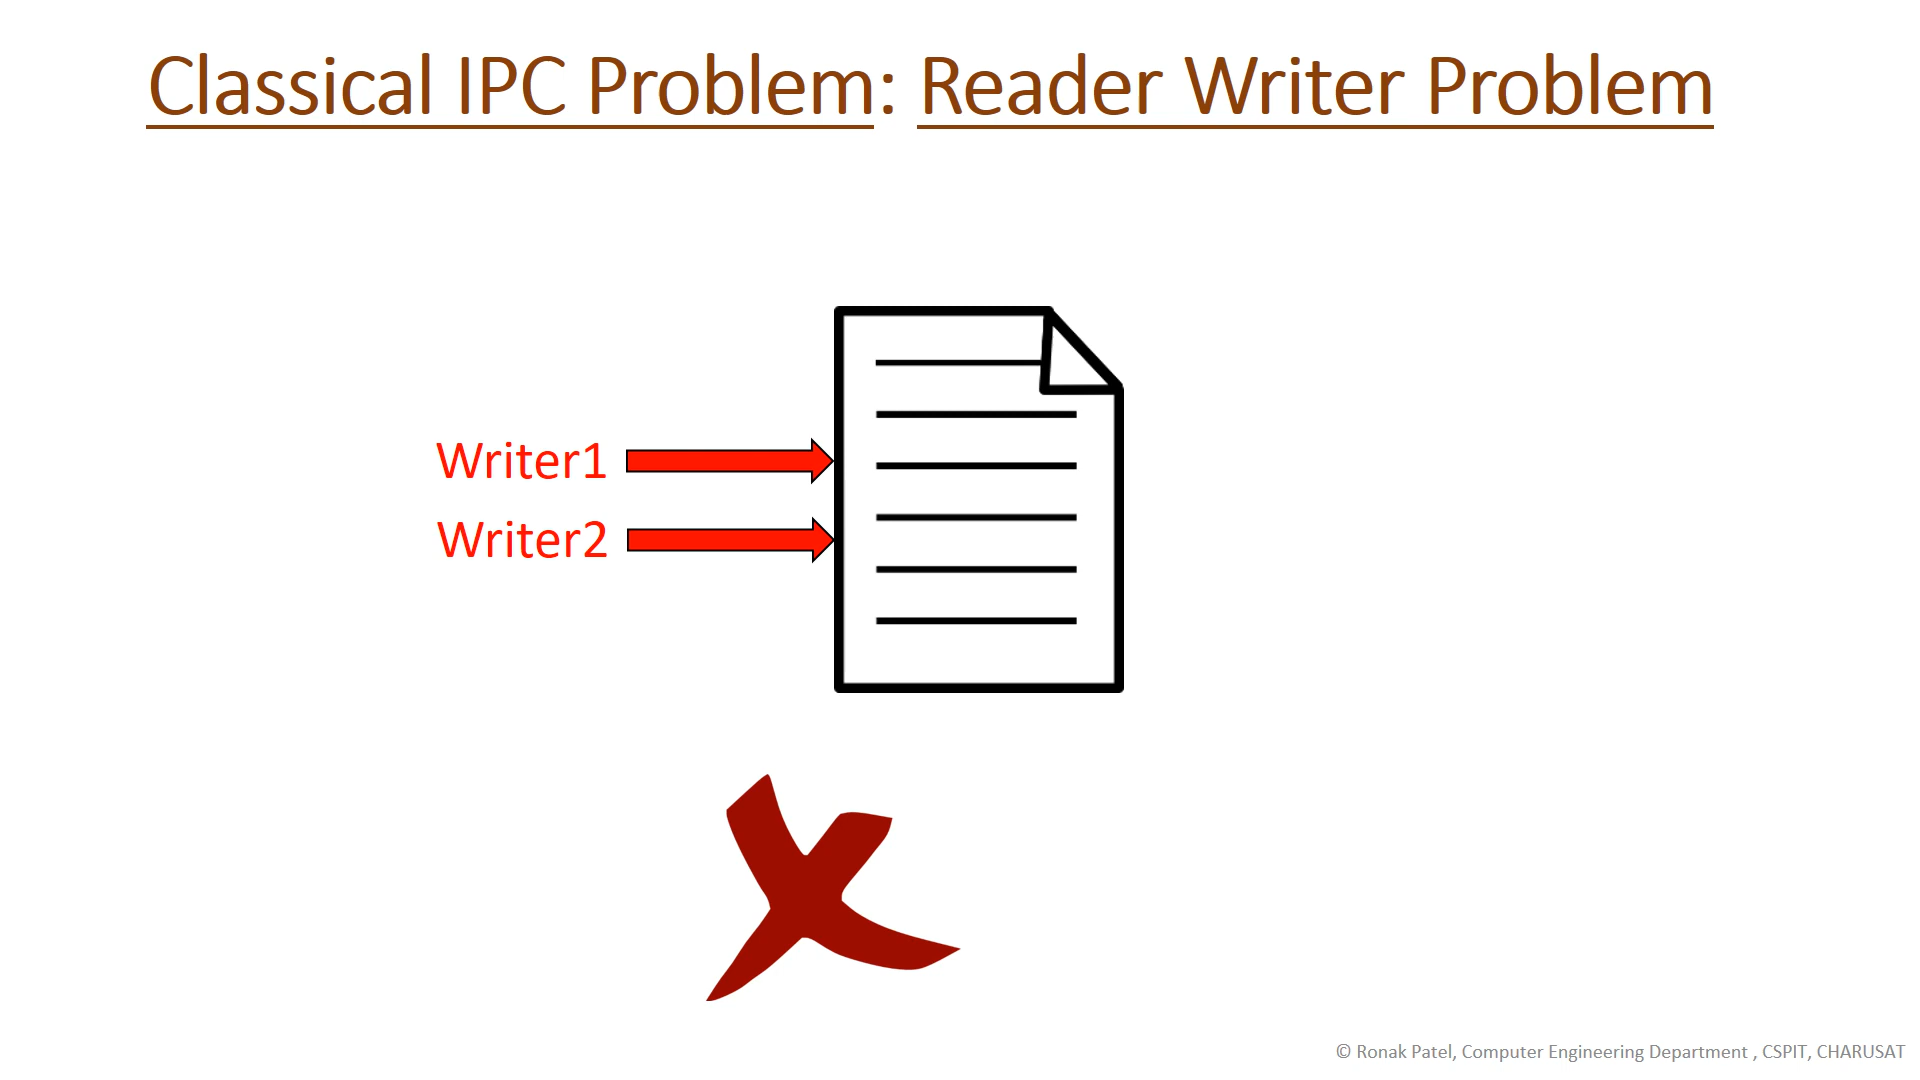 Classical IPC Problem: Reader Writer Problem
Writer1
Writer2
© Ronak Patel, Computer Engineering Department , CSPIT, CHARUSAT